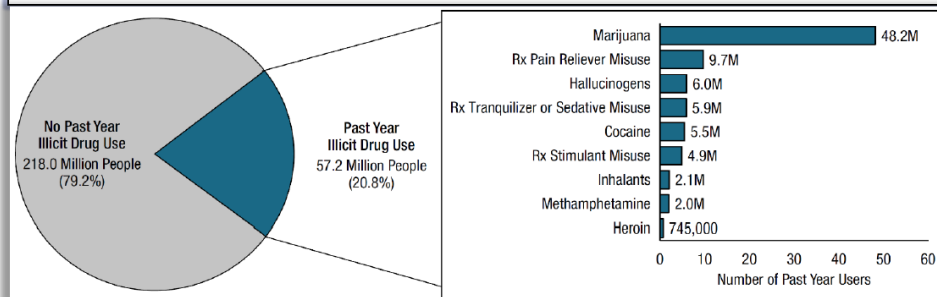 No Past Year
Illicit Drug Use
218.0 Million People
(79.2%)
Past Year
Illicit Drug Use
57.2 Million People
(20.8%)
Marijuana 48.2M
Rx Pain Reliever Misuse 9.7M
Hallucinogens 6.0M
Rx Tranquilizer or Sedative Misuse 5.9M
Cocaine 5.5M
Rx Stimulant Misuse 4.9M
Inhalants 2.1M
Methamphetamine 2.0M
Heroin 745,000
0 10 20 30 40 50 60
Number of Past Year Users